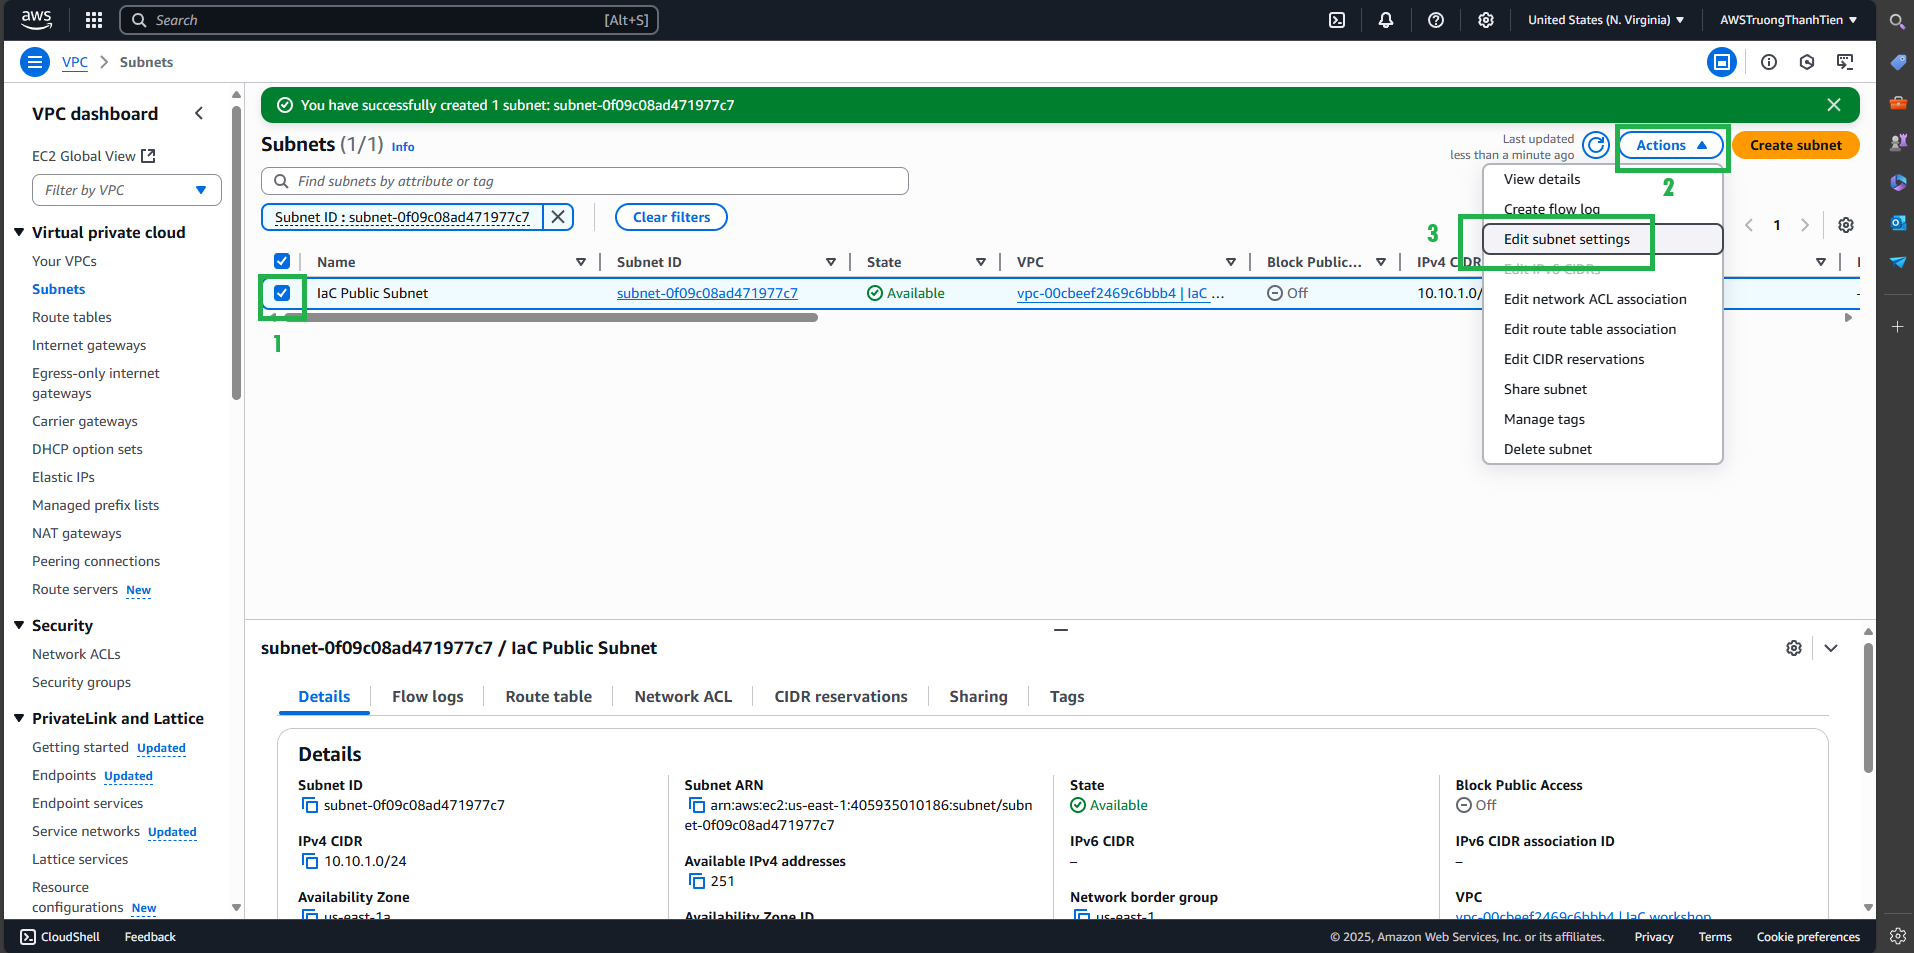 aws
Search
[Alt+S]
United States (N. Virginia)
AWSTruongThanhTien
VPC
Subnets
VPC dashboard
EC2 Global View
Filter by VPC
Virtual private cloud
Your VPCs
Subnets
Route tables
Internet gateways
Egress-only internet
gateways
Carrier gateways
DHCP option sets
Elastic IPs
Managed prefix lists
NAT gateways
Peering connections
Route servers New
Security
Network ACLs
Security groups
PrivateLink and Lattice
Getting started Updated
Endpoints Updated
Endpoint services
Service networks Updated
Lattice services
Resource
configurations New
You have successfully created 1 subnet: subnet-0f09c08ad471977c7
Subnets (1/1) Info
Last updated
less than a minute ago
Actions
Create subnet
2
Find subnets by attribute or tag
Subnet ID : subnet-0f09c08ad471977c7
Clear filters
1
View details
Create flow log
3
Edit subnet settings
Edit IPv6 CIDRs
Edit network ACL association
Edit route table association
Edit CIDR reservations
Share subnet
Manage tags
Delete subnet
Name
Subnet ID
State
VPC
Block Public...
IPv4 CIDR
IaC Public Subnet
subnet-0f09c08ad471977c7
Available
vpc-00cbeef2469c6bbb4 | IaC ...
Off
10.10.1.0/
1
subnet-0f09c08ad471977c7 / IaC Public Subnet
Details
Flow logs
Route table
Network ACL
CIDR reservations
Sharing
Tags
Details
Subnet ID
subnet-0f09c08ad471977c7
Subnet ARN
arn:aws:ec2:us-east-1:405935010186:subnet/subn
et-0f09c08ad471977c7
State
Available
Block Public Access
Off
IPv4 CIDR
10.10.1.0/24
Available IPv4 addresses
251
IPv6 CIDR
–
IPv6 CIDR association ID
–
Availability Zone
us-east-1a
Availability Zone ID
Network border group
us-east-1
VPC
vpc-00cbeef2469c6bbb4 | IaC workshop
CloudShell
Feedback
© 2025, Amazon Web Services, Inc. or its affiliates.
Privacy
Terms
Cookie preferences